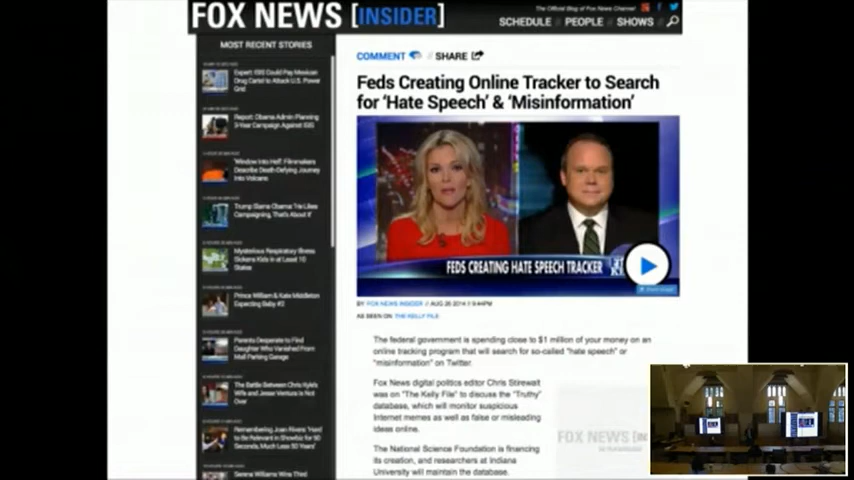 FOX NEWS [INSIDER]
The Official Blog of Fox News Channel
SCHEDULE // PEOPLE // SHOWS //
MOST RECENT STORIES
Expert: ISIS Could Pay Mexican
Drug Cartel to Attack U.S. Power
Grid
Report: Obama Admin Planning
3-Year Campaign Against ISIS
'Window Into Hell': Filmmakers
Describe Death-Defying Journey
Into Volcano
Trump Slams Obama: 'He Likes
Campaigning, That's About It'
Mysterious Respiratory Illness
Sickens Kids in at Least 10
States
Prince William & Kate Middleton
Expecting Baby #2
Parents Desperate to Find
Daughter Who Vanished From
Mall Parking Garage
The Battle Between Chris Kyle's
Wife and Jesse Ventura Is Not
Over
Remembering Joan Rivers: 'Hard
to Be Relevant in Showbiz for 50
Seconds, Much Less 50 Years'
Serena Williams Wins Third
COMMENT // SHARE
Feds Creating Online Tracker to Search
for 'Hate Speech' & 'Misinformation'
FEDS CREATING HATE SPEECH TRACKER
BY FOX NEWS INSIDER // AUG 26 2014 // 9:44PM
AS SEEN ON THE KELLY FILE
The federal government is spending close to $1 million of your money on an
online tracking program that will search for so-called "hate speech" or
"misinformation" on Twitter.
Fox News digital politics editor Chris Stirewalt
was on "The Kelly File" to discuss the "Truthy"
database, which will monitor suspicious
Internet memes as well as false or misleading
ideas online.
The National Science Foundation is financing
its creation, and researchers at Indiana
University will maintain the database.
FOX NEWS [IN